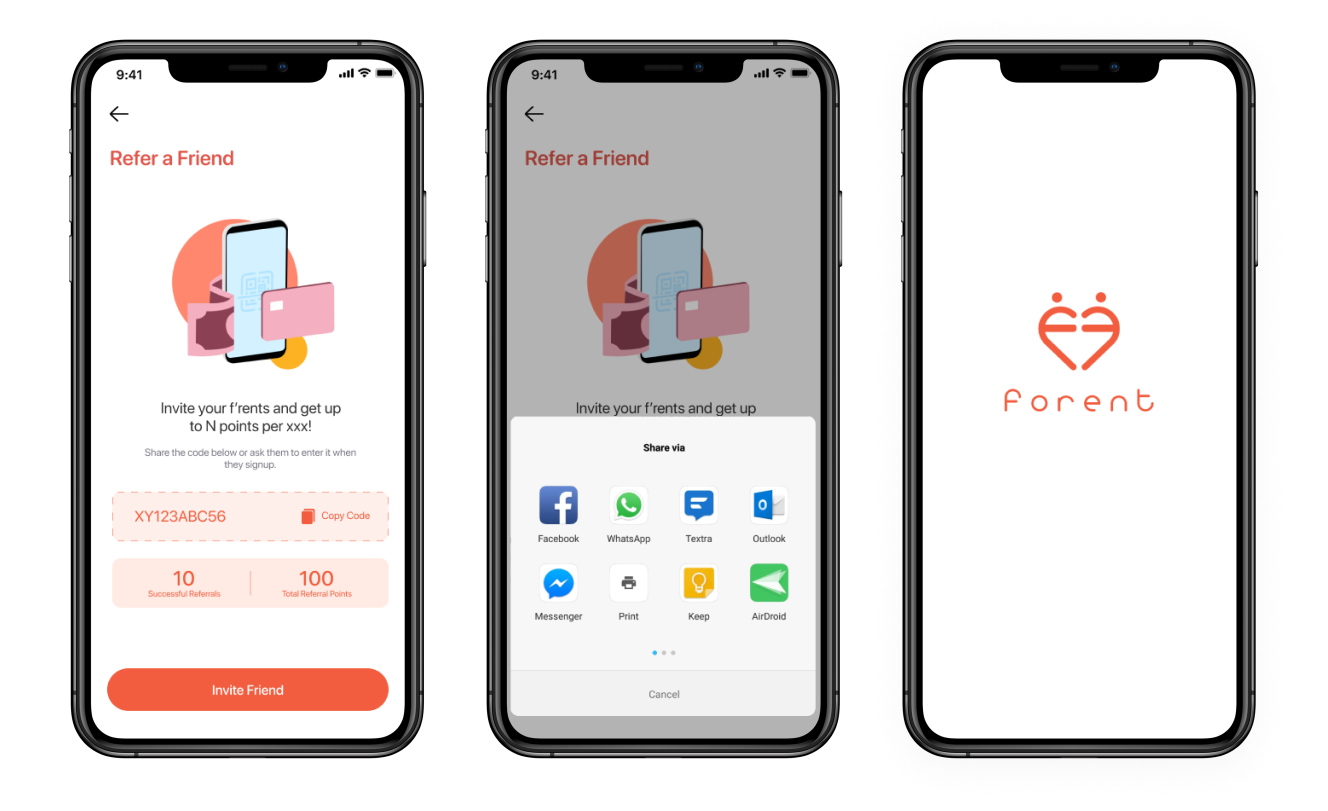 9:41
Refer a Friend
Invite your f'rents and get up
to N points per xxx!
Share the code below or ask them to enter it when
they signup.
XY123ABC56
Copy Code
10
Successful Referrals
100
Total Referral Points
Invite Friend
9:41
Refer a Friend
Invite your f'rents and get up
Share via
Facebook
WhatsApp
Textra
Outlook
Messenger
Print
Keep
AirDroid
Cancel
forent